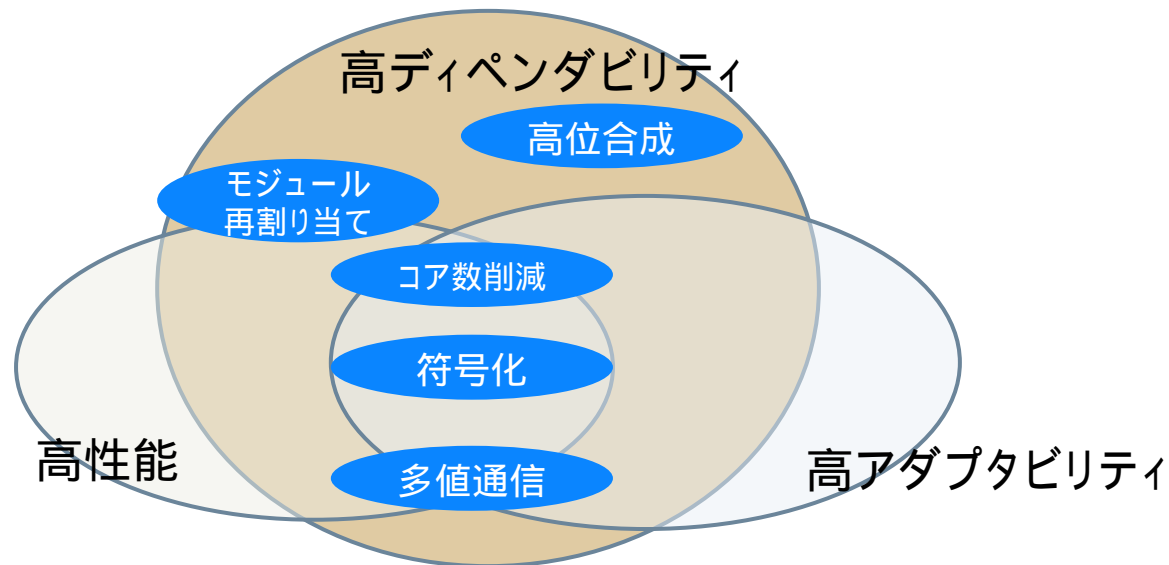 高ディペンダビリティ
高位合成
モジュール
再割り当て
コア数削減
符号化
高性能
多値通信
高アダプタビリティ